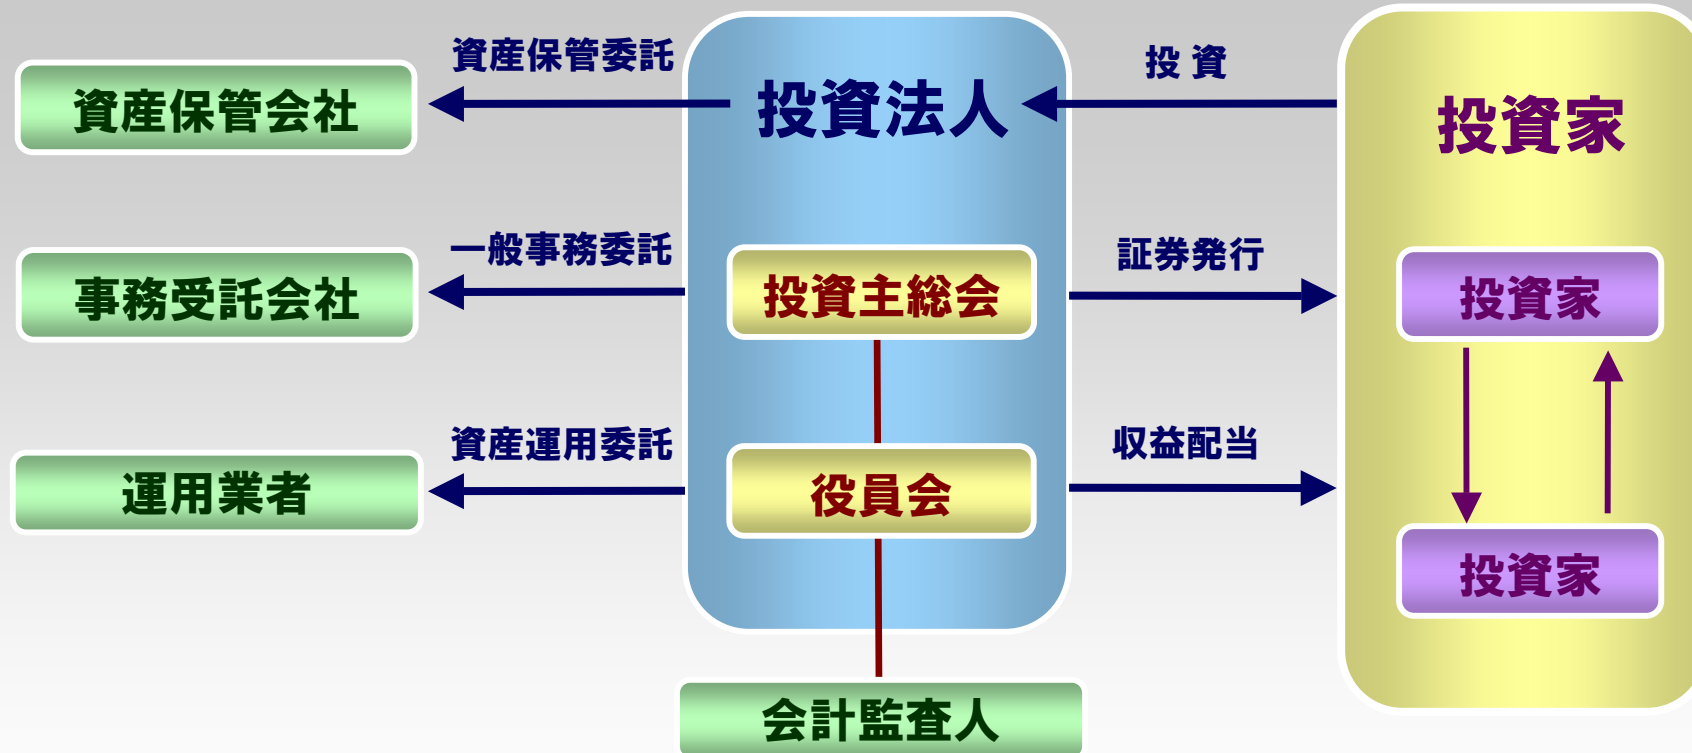 資産保管委託
投 資
資産保管会社
投資法人
投資家
一般事務委託
証券発行
事務受託会社
投資主総会
投資家
資産運用委託
収益配当
運用業者
役員会
投資家
会計監査人